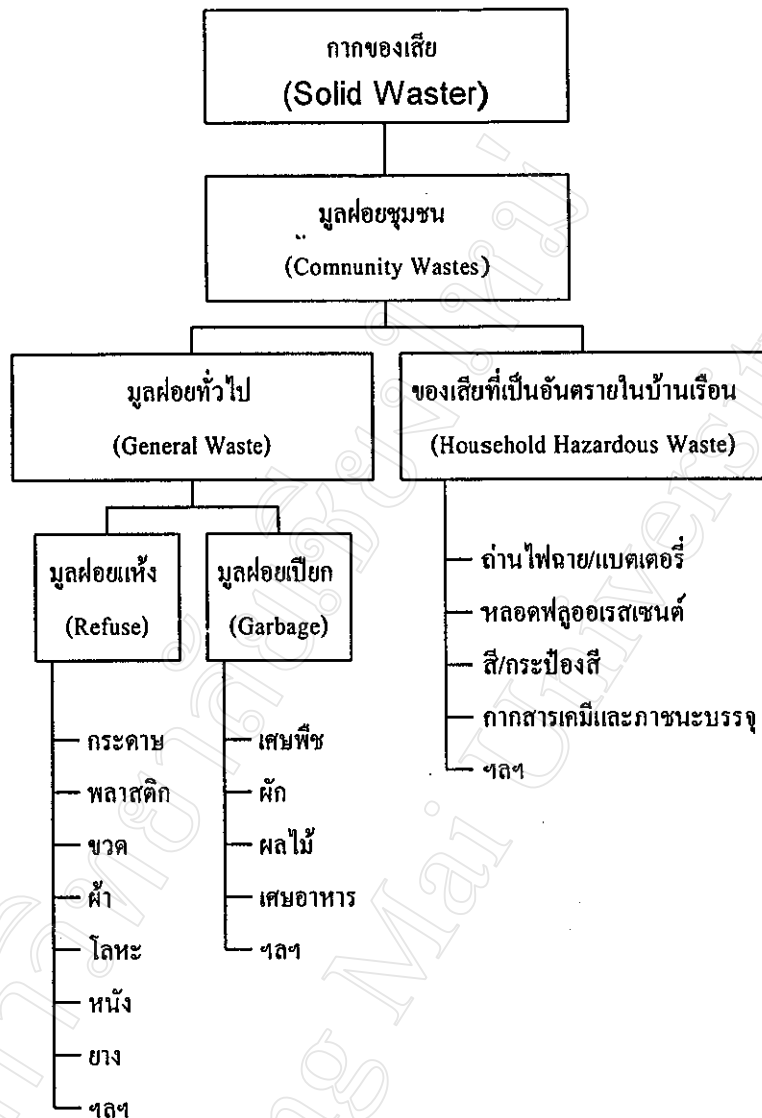 กากของเสีย
(Solid Waster)
มูลฝอยชุมชน
(Comnunity Wastes)
มูลฝอยทั่วไป
(General Waste)
ของเสียที่เป็นอันตรายในบ้านเรือน
(Household Hazardous Waste)
มูลฝอยแห้ง
(Refuse)
มูลฝอยเปียก
(Garbage)
กระดาษ
พลาสติก
ขวด
ผ้า
โลหะ
หนัง
ยาง
ฯลฯ
เศษพืช
ผัก
ผลไม้
เศษอาหาร
ฯลฯ
ถ่านไฟฉาย/แบตเตอรี่
หลอดฟลูออเรสเซนต์
สี/กระป๋องสี
กากสารเคมีและภาชนะบรรจุ
ฯลฯ